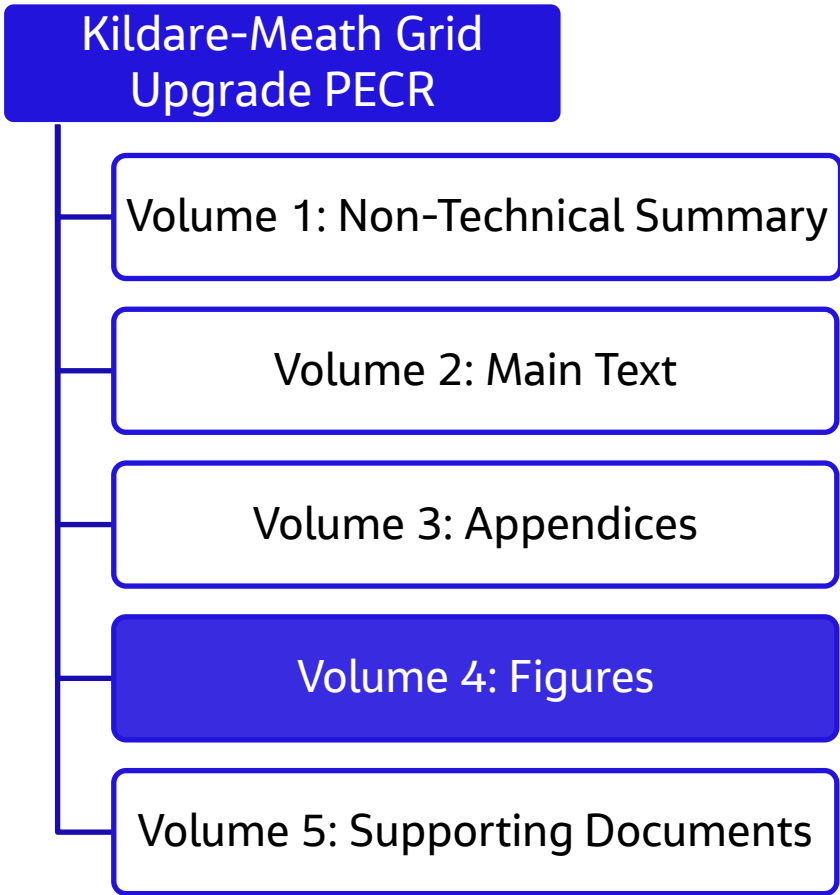 Kildare-Meath Grid
Upgrade PECR
Volume 1: Non-Technical Summary
Volume 2: Main Text
Volume 3: Appendices
Volume 4: Figures
Volume 5: Supporting Documents